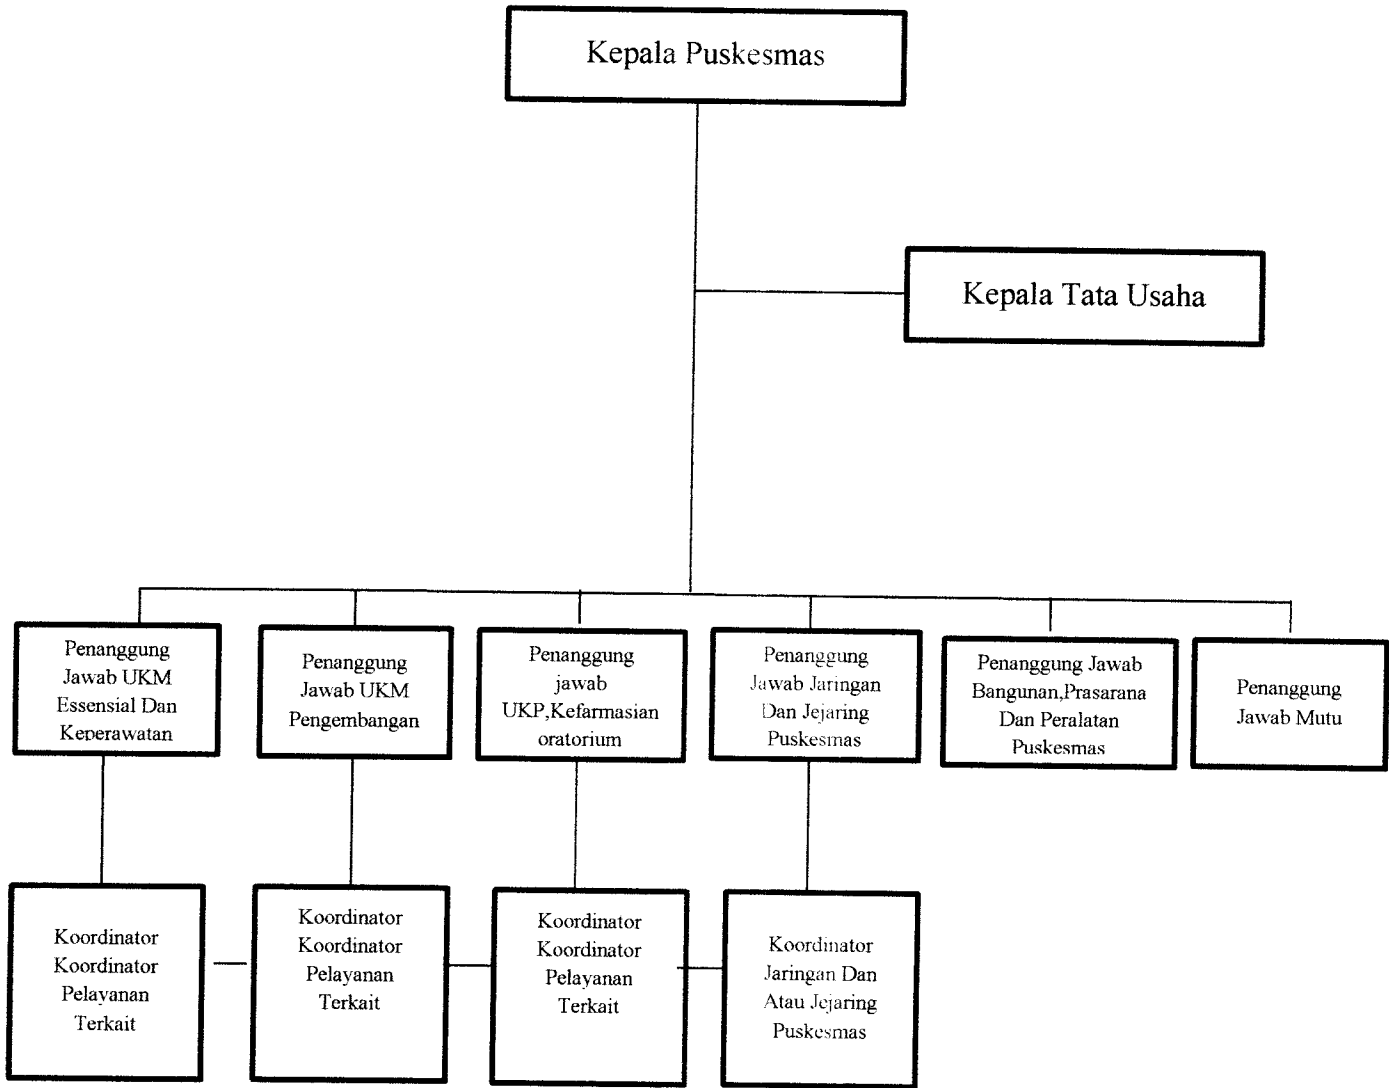 Kepala Puskesmas
Kepala Tata Usaha
Penanggung
Jawab UKM
Essensial Dan
Keperawatan
Penanggung
Jawab UKM
Pengembangan
Penanggung
jawab
UKP,Kefarmasian
oratorium
Penanggung
Jawab Jaringan
Dan Jejaring
Puskesmas
Penanggung Jawab
Bangunan,Prasarana
Dan Peralatan
Puskesmas
Penanggung
Jawab Mutu
Koordinator
Koordinator
Pelayanan
Terkait
Koordinator
Koordinator
Pelayanan
Terkait
Koordinator
Koordinator
Pelayanan
Terkait
Koordinator
Jaringan Dan
Atau Jejaring
Puskesmas